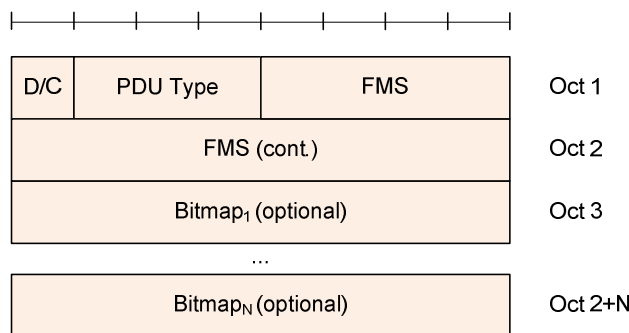 D/C PDU Type FMS Oct 1
FMS (cont.) Oct 2
Bitmap₁ (optional) Oct 3
...
Bitmapₙ (optional) Oct 2+N